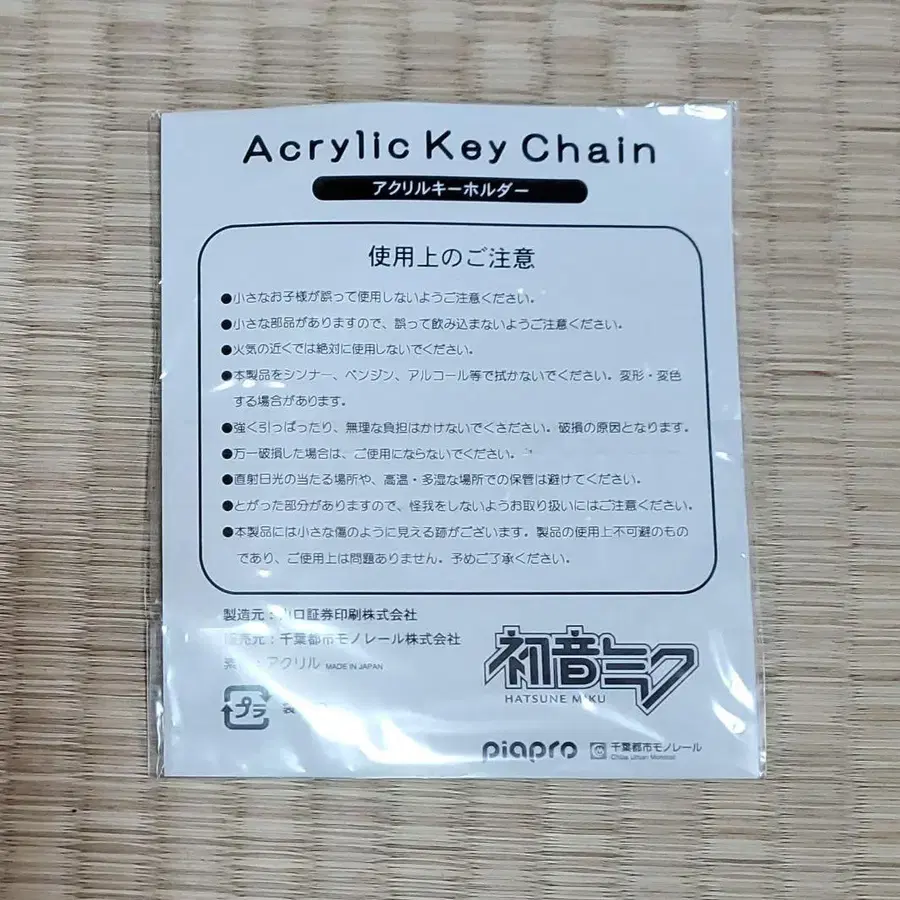 Acrylic Key Chain
アクリルキーホルダー
使用上のご注意
●小さなお子様が誤って使用しないようご注意ください。
●小さな部品がありますので、誤って飲み込まないようご注意ください。
●火気の近くでは絶対に使用しないでください。
●本製品をシンナー、ベンジン、アルコール等で拭かないでください。変形・変色
する場合があります。
●強く引っぱったり、無理な負担はかけないでくさださい。破損の原因となります。
●万一破損した場合は、ご使用にならないでください。
●直射日光の当たる場所や、高温・多湿な場所での保管は避けてください。
●とがった部分がありますので、怪我をしないようお取り扱いにはご注意ください。
●本製品には小さな傷のように見える跡がございます。製品の使用上不可避のもの
であり、ご使用上は問題ありません。予めご了承ください。
製造元：山口証券印刷株式会社
販売元：千葉都市モノレール株式会社
：アクリル MADE IN JAPAN
プラ
初音ミク
HATSUNE MIKU
piapro
千葉都市モノレール
Chiba Urban Monorail